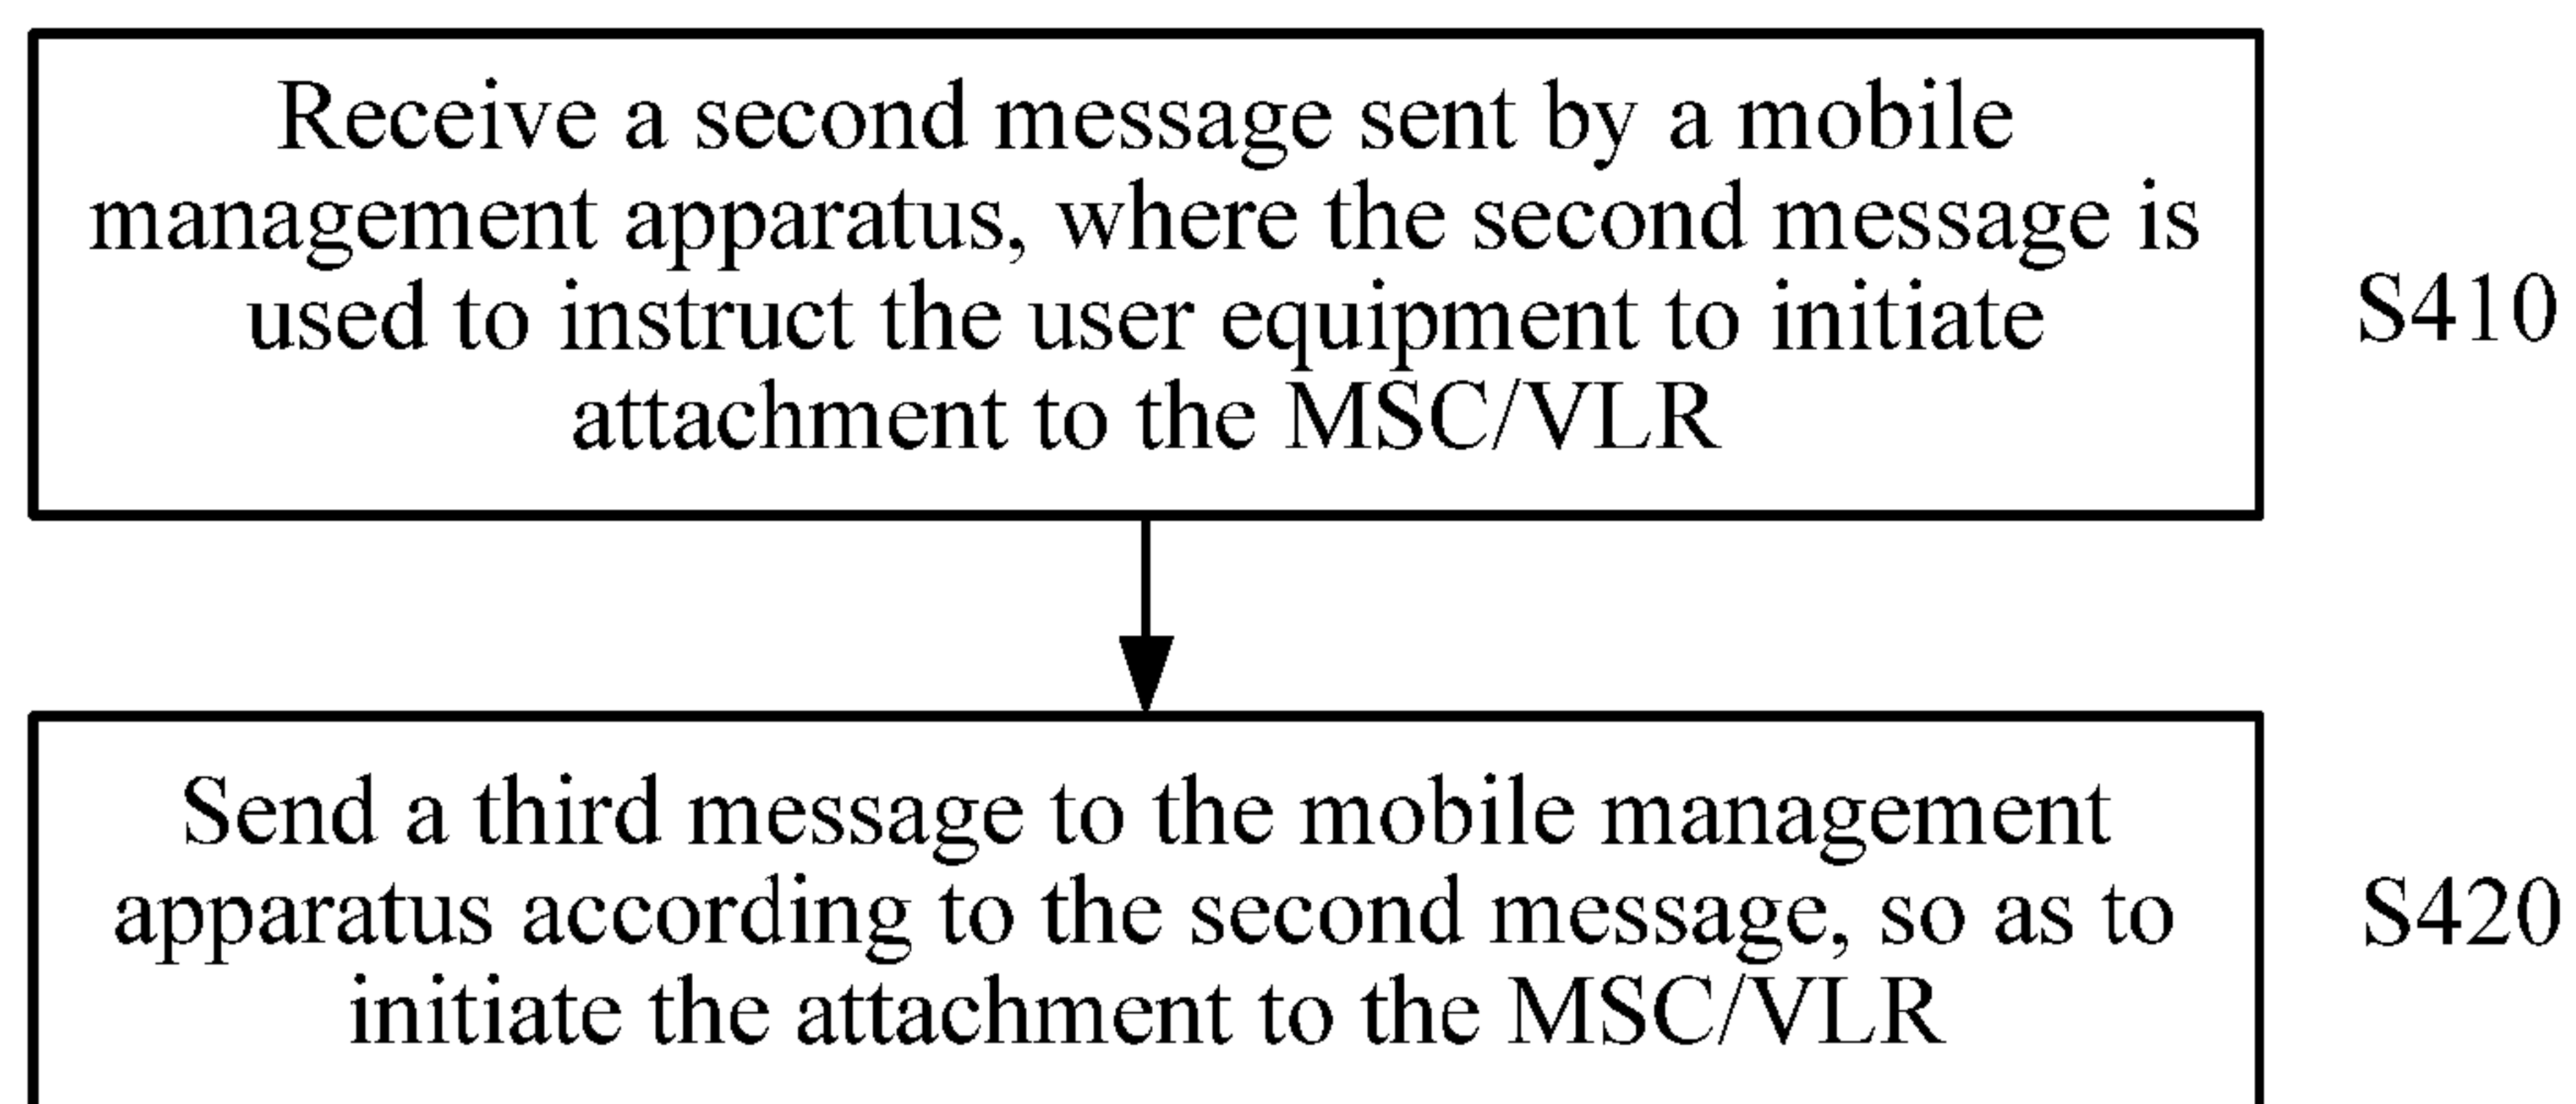 Receive a second message sent by a mobile
management apparatus, where the second message is
used to instruct the user equipment to initiate
attachment to the MSC/VLR
S410
Send a third message to the mobile management
apparatus according to the second message, so as to
initiate the attachment to the MSC/VLR
S420